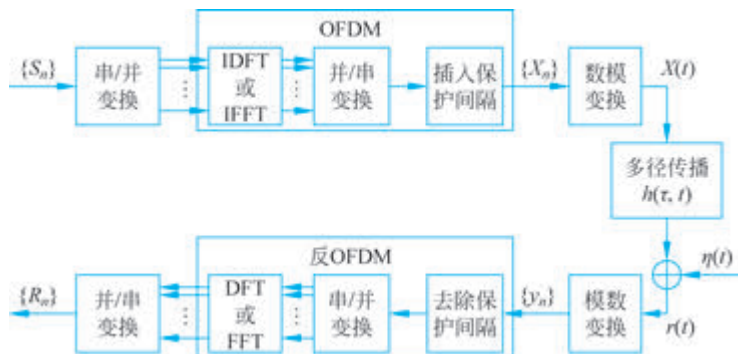 OFDM
{Sn}
串/并
变换
⋮
IDFT
或
IFFT
⋮
并/串
变换
插入保
护间隔
{Xn}
数模
变换
X(t)
多径传播
h(τ, t)
η(t)
反OFDM
{Rn}
并/串
变换
⋮
DFT
或
FFT
⋮
串/并
变换
去除保
护间隔
{yn}
模数
变换
r(t)